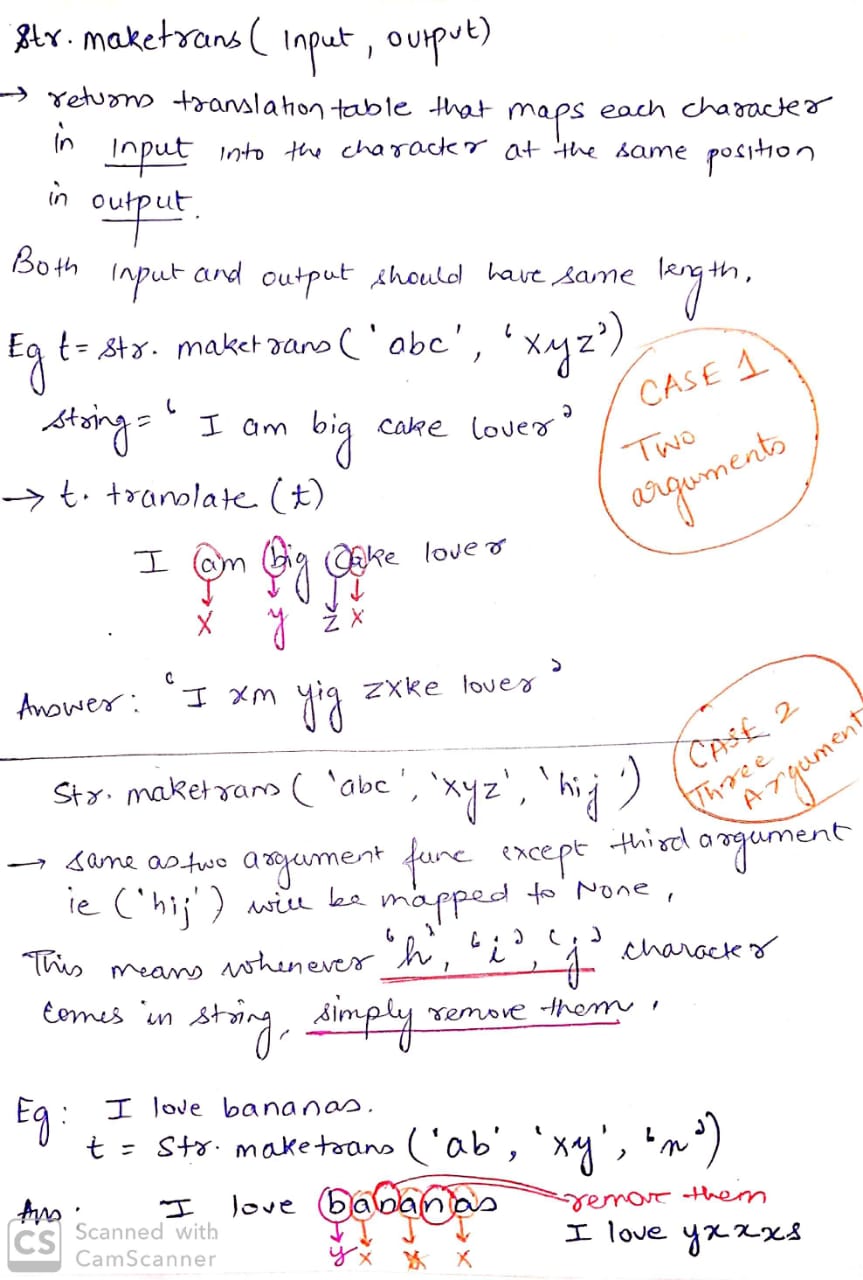 Str. maketrans ( input , output)
→ returns translation table that maps each character
in input into the character at the same position
in output.
Both input and output should have same length.
Eg t = str. maketrans ( 'abc', 'xyz')
CASE 1
Two
arguments
string = ' I am big cake lover'
→ t. translate (t)
I am big cake lover
x y z x
Answer : 'I xm yig zxke lover'
CASE 2
Three
Argument
Str. maketrans ( 'abc', 'xyz', 'hij')
→ same as two argument func except third argument
ie ('hij') will be mapped to None ,
This means whenever 'h', 'i', 'j' character
comes in string, simply remove them .
Eg : I love bananas.
t = Str. maketrans ('ab', 'xy', 'n')
Ans . I love bananas
remove them
y x x x
I love yxxxs
CS Scanned with
CamScanner